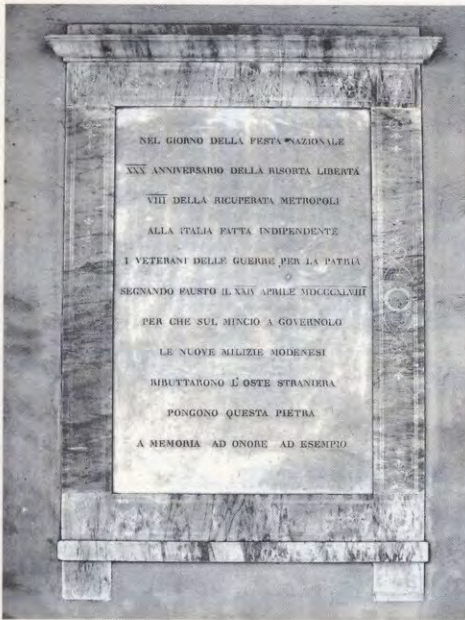 NEL GIORNO DELLA FESTA NAZIONALE
XXX ANNIVERSARIO DELLA RISORTA LIBERTÀ
VIII DELLA RICUPERATA METROPOLI
ALLA ITALIA FATTA INDIPENDENTE
I VETERANI DELLE GUERRE PER LA PATRIA
SEGNANDO FAUSTO IL XXIV APRILE MDCCCXLVIII
PER CHE SUL MINCIO A GOVERNOLO
LE NUOVE MILIZIE MODENESI
RIBUTTARONO L'OSTE STRANIERA
PONGONO QUESTA PIETRA
A MEMORIA AD ONORE AD ESEMPIO